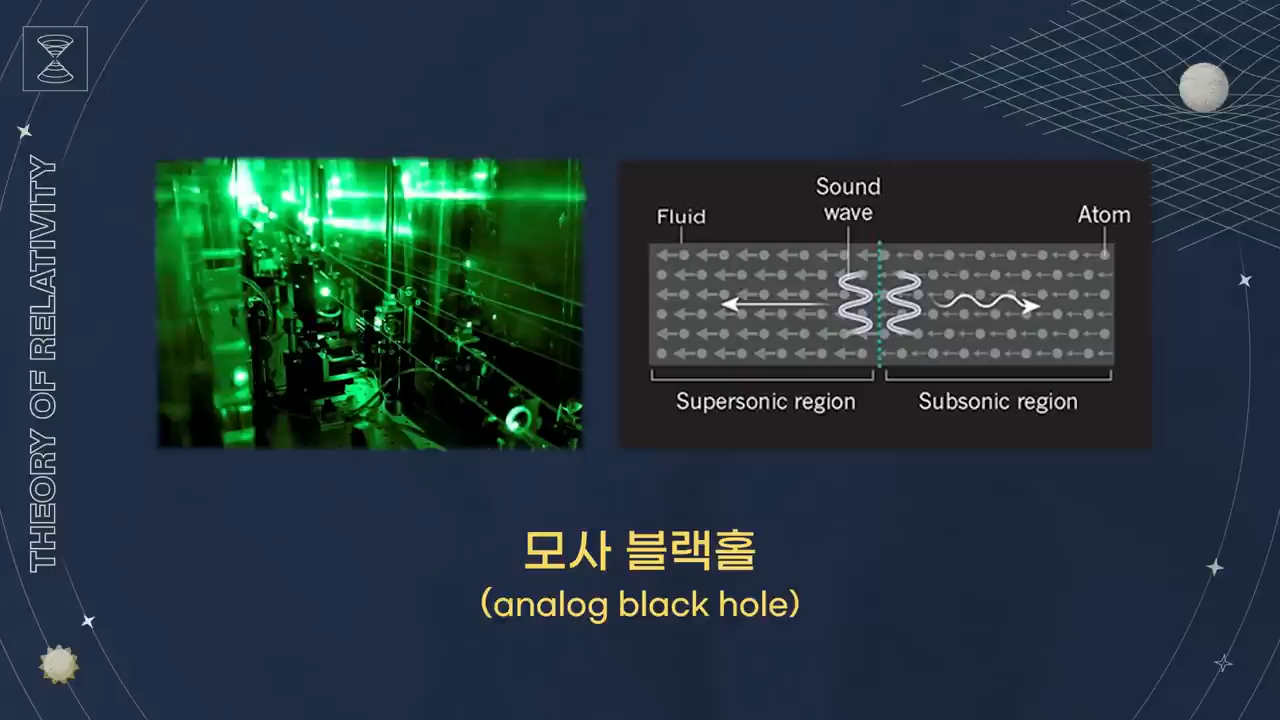 THEORY OF RELATIVITY
Sound
wave
Fluid
Atom
Supersonic region
Subsonic region
모사 블랙홀
(analog black hole)